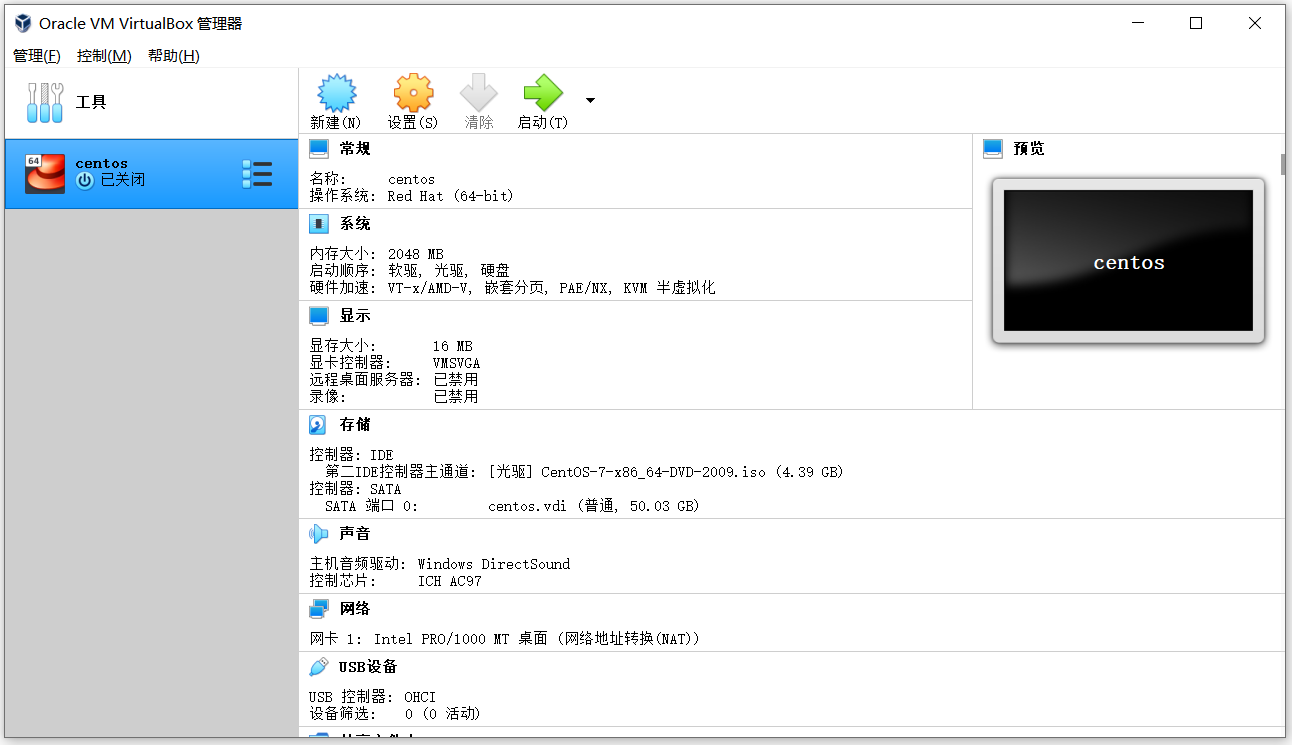 Oracle VM VirtualBox 管理器
管理(F) 控制(M) 帮助(H)
工具
新建(N) 设置(S) 清除 启动(T)
64
centos
已关闭
常规
名称: centos
操作系统: Red Hat (64-bit)
系统
内存大小: 2048 MB
启动顺序: 软驱, 光驱, 硬盘
硬件加速: VT-x/AMD-V, 嵌套分页, PAE/NX, KVM 半虚拟化
显示
显存大小: 16 MB
显卡控制器: VMSVGA
远程桌面服务器: 已禁用
录像: 已禁用
预览
centos
存储
控制器: IDE
第二IDE控制器主通道: [光驱] CentOS-7-x86_64-DVD-2009.iso (4.39 GB)
控制器: SATA
SATA 端口 0: centos.vdi (普通, 50.03 GB)
声音
主机音频驱动: Windows DirectSound
控制芯片: ICH AC97
网络
网卡 1: Intel PRO/1000 MT 桌面 (网络地址转换(NAT))
USB设备
USB 控制器: OHCI
设备筛选: 0 (0 活动)